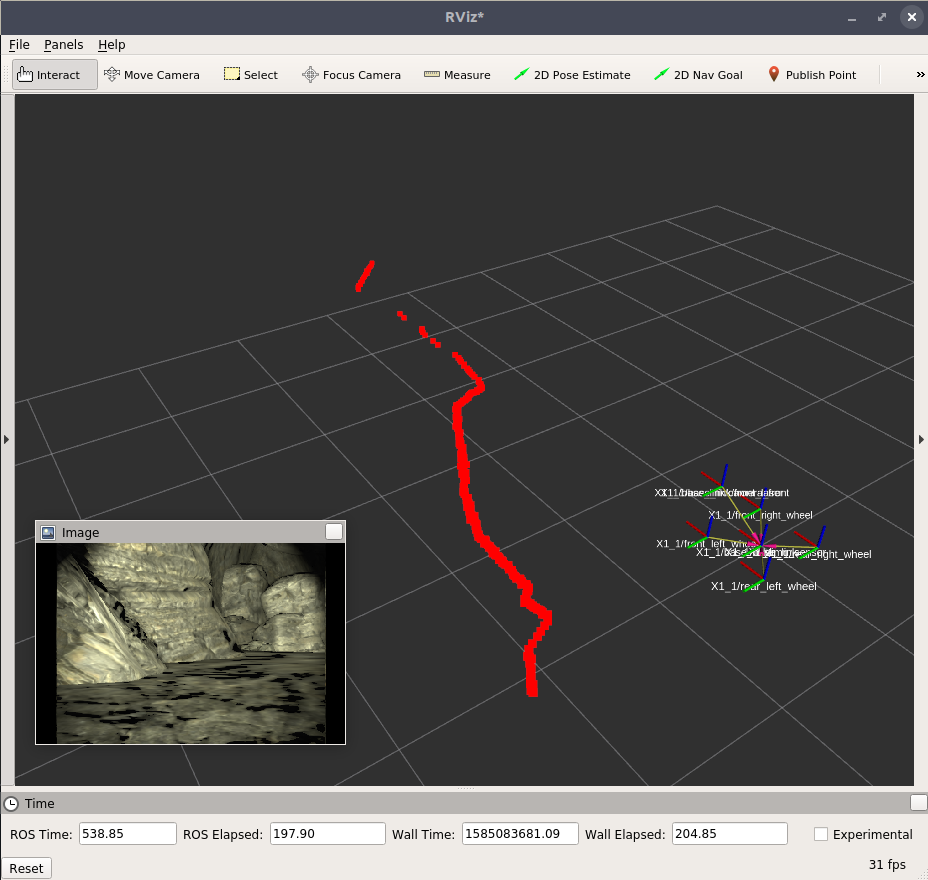 RViz*
File Panels Help
Interact Move Camera Select Focus Camera Measure 2D Pose Estimate 2D Nav Goal Publish Point »
X1_1/front_right_wheel
X1_1/rear_left_wheel
Image
Time
ROS Time: 538.85 ROS Elapsed: 197.90 Wall Time: 1585083681.09 Wall Elapsed: 204.85 Experimental
Reset 31 fps